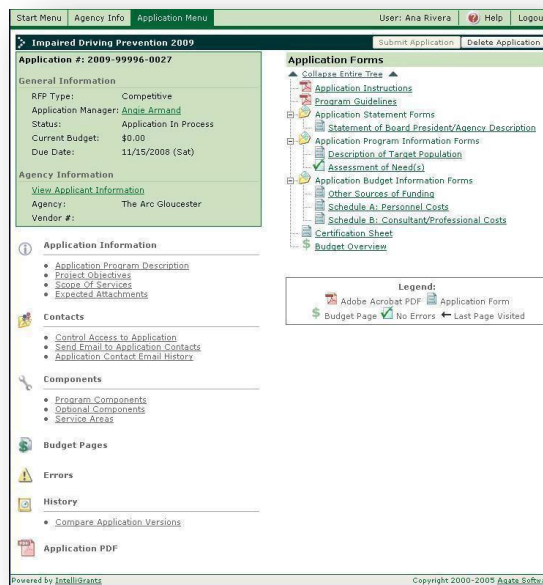 Start Menu Agency Info Application Menu User: Ana Rivera Help Logou
Impaired Driving Prevention 2009 Submit Application Delete Application
Application #: 2009-99996-0027
General Information
RFP Type: Competitive
Application Manager: Angie Armand
Status: Application In Process
Current Budget: $0.00
Due Date: 11/15/2008 (Sat)
Agency Information
View Applicant Information
Agency: The Arc Gloucester
Vendor #:
Application Information
Application Program Description
Project Objectives
Scope Of Services
Expected Attachments
Contacts
Control Access to Application
Send Email to Application Contacts
Application Contact Email History
Components
Program Components
Optional Components
Service Areas
Budget Pages
Errors
History
Compare Application Versions
Application PDF
Application Forms
Collapse Entire Tree
Application Instructions
Program Guidelines
Application Statement Forms
Statement of Board President/Agency Description
Application Program Information Forms
Description of Target Population
Assessment of Need(s)
Application Budget Information Forms
Other Sources of Funding
Schedule A: Personnel Costs
Schedule B: Consultant/Professional Costs
Certification Sheet
Budget Overview
Legend:
Adobe Acrobat PDF Application Form
Budget Page No Errors Last Page Visited
Powered by IntelliGrants Copyright 2000-2005 Agate Softw